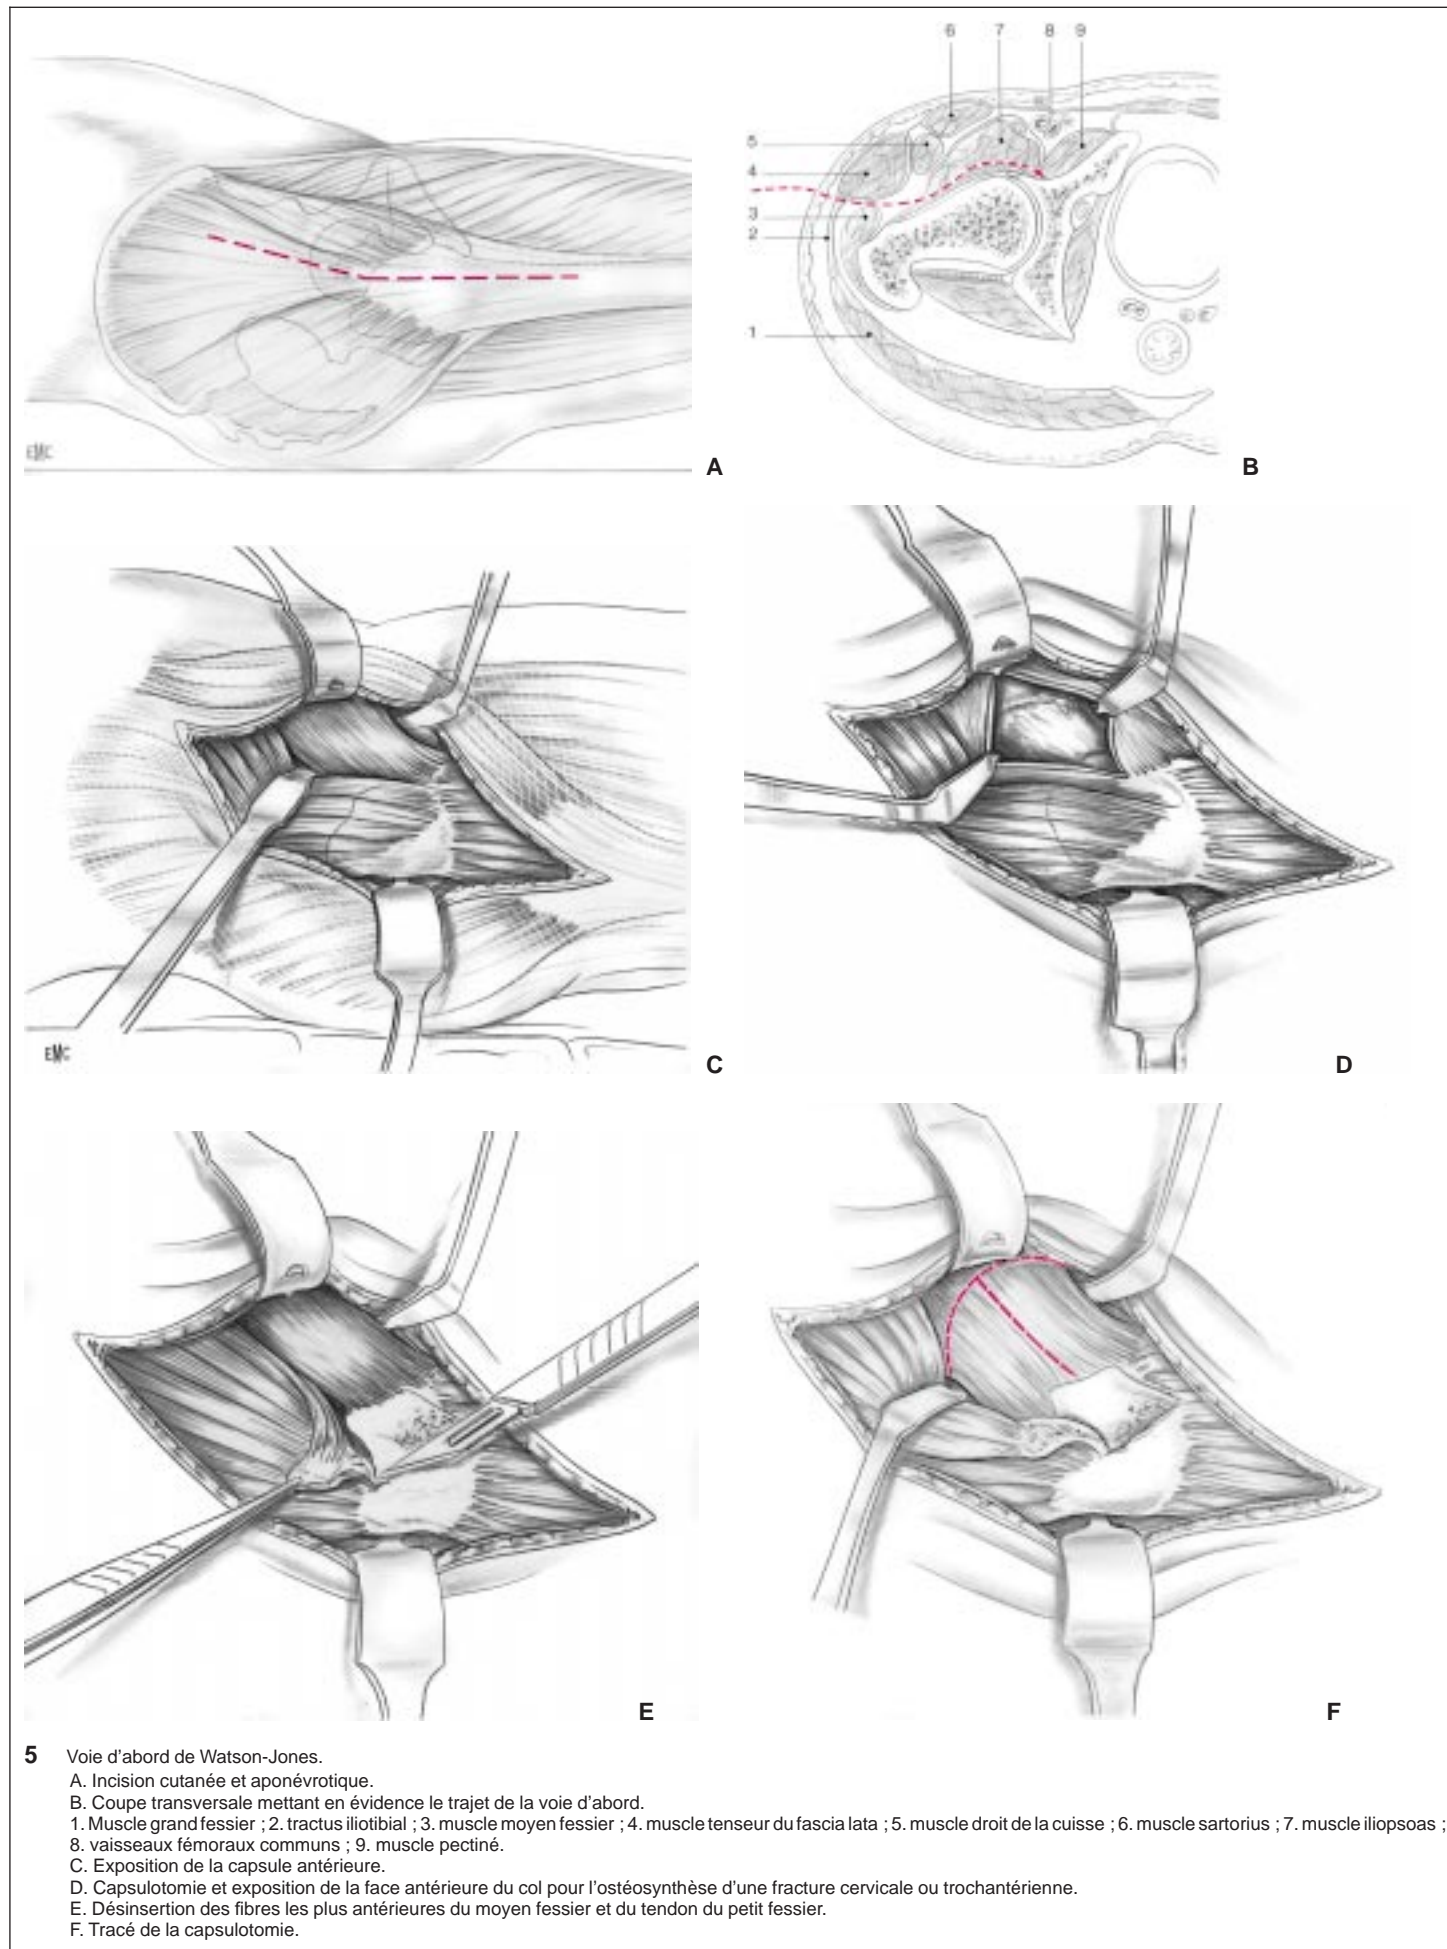 6 7 8 9
5
4
3
2
1
EMC
A
B
EMC
C
D
E
F
5 Voie d'abord de Watson-Jones.
A. Incision cutanée et aponévrotique.
B. Coupe transversale mettant en évidence le trajet de la voie d'abord.
1. Muscle grand fessier ; 2. tractus iliotibial ; 3. muscle moyen fessier ; 4. muscle tenseur du fascia lata ; 5. muscle droit de la cuisse ; 6. muscle sartorius ; 7. muscle iliopsoas ;
8. vaisseaux fémoraux communs ; 9. muscle pectiné.
C. Exposition de la capsule antérieure.
D. Capsulotomie et exposition de la face antérieure du col pour l'ostéosynthèse d'une fracture cervicale ou trochantérienne.
E. Désinsertion des fibres les plus antérieures du moyen fessier et du tendon du petit fessier.
F. Tracé de la capsulotomie.